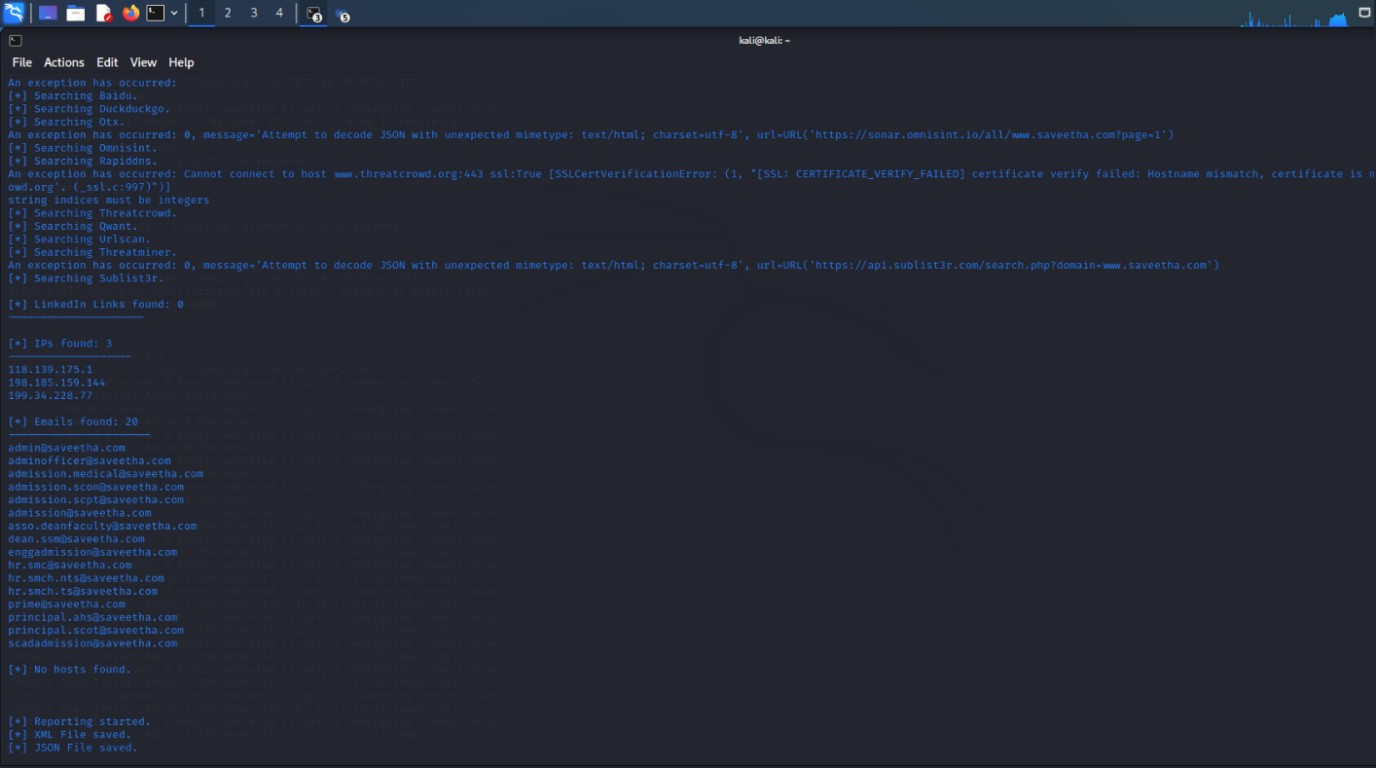 1 2 3 4 3 5
kali@kali: ~
File Actions Edit View Help
An exception has occurred:
[*] Searching Baidu.
[*] Searching Duckduckgo.
[*] Searching Otx.
An exception has occurred: 0, message='Attempt to decode JSON with unexpected mimetype: text/html; charset=utf-8', url=URL('https://sonar.omnisint.io/all/www.saveetha.com?page=1')
[*] Searching Omnisint.
[*] Searching Rapiddns.
An exception has occurred: Cannot connect to host www.threatcrowd.org:443 ssl:True [SSLCertVerificationError: (1, "[SSL: CERTIFICATE_VERIFY_FAILED] certificate verify failed: Hostname mismatch, certificate is n
owd.org'. (_ssl.c:997)")]
string indices must be integers
[*] Searching Threatcrowd.
[*] Searching Qwant.
[*] Searching Urlscan.
[*] Searching Threatminer.
An exception has occurred: 0, message='Attempt to decode JSON with unexpected mimetype: text/html; charset=utf-8', url=URL('https://api.sublist3r.com/search.php?domain=www.saveetha.com')
[*] Searching Sublist3r.
[*] LinkedIn Links found: 0
[*] IPs found: 3
118.139.175.1
198.185.159.144
199.34.228.77
[*] Emails found: 20
admin@saveetha.com
adminofficer@saveetha.com
admission.medical@saveetha.com
admission.scon@saveetha.com
admission.scpt@saveetha.com
admission@saveetha.com
asso.deanfaculty@saveetha.com
dean.ssm@saveetha.com
enggadmission@saveetha.com
hr.smc@saveetha.com
hr.smch.nts@saveetha.com
hr.smch.ts@saveetha.com
prime@saveetha.com
principal.ahs@saveetha.com
principal.scot@saveetha.com
scadadmission@saveetha.com
[*] No hosts found.
[*] Reporting started.
[*] XML File saved.
[*] JSON File saved.